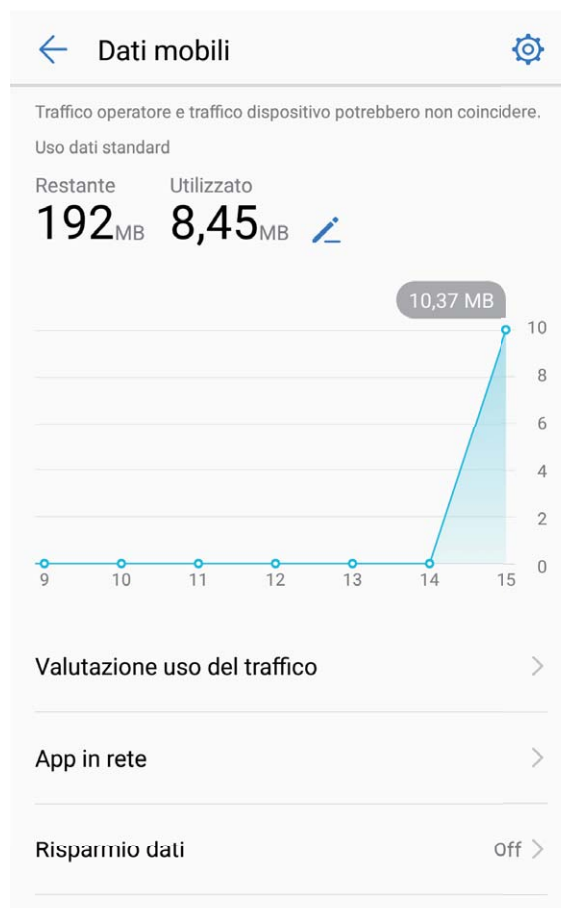 Dati mobili
Traffico operatore e traffico dispositivo potrebbero non coincidere.
Uso dati standard
Restante Utilizzato
192MB 8,45MB
10,37 MB
10
8
6
4
2
0
9 10 11 12 13 14 15
Valutazione uso del traffico
App in rete
Risparmio dati Off